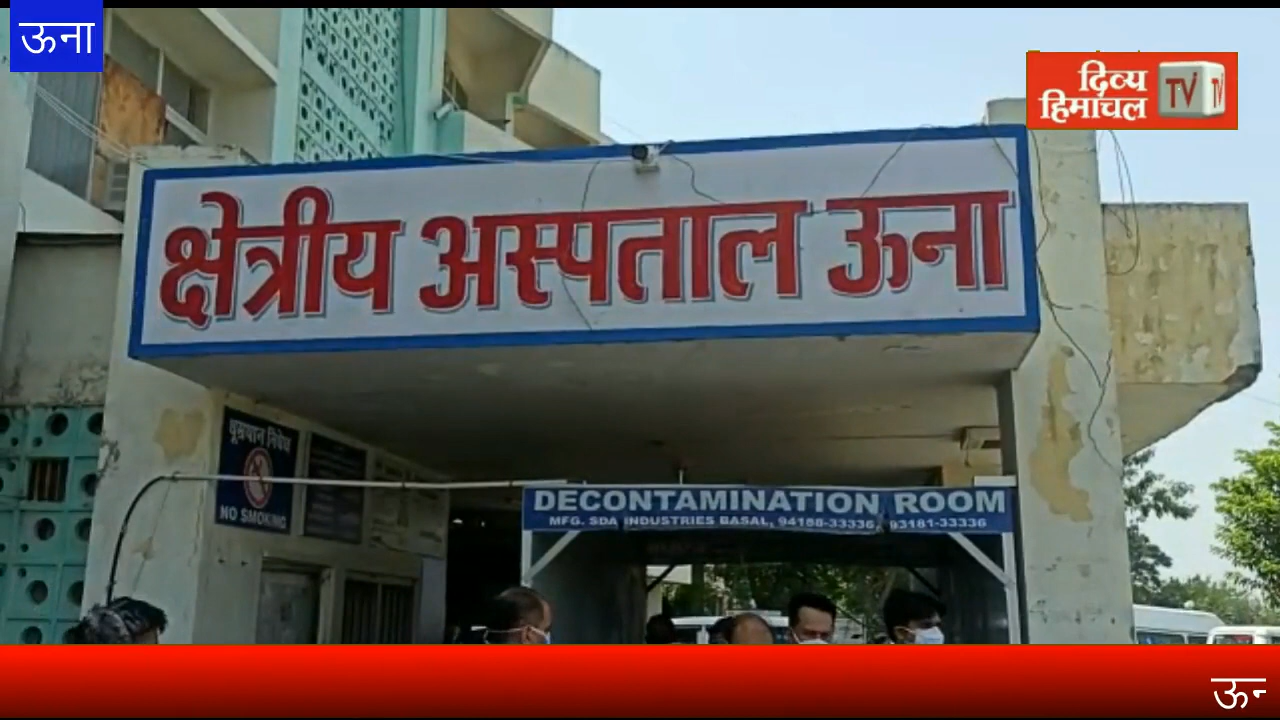 ऊना
दिव्य
हिमाचल TV TV
क्षेत्रीय अस्पताल ऊना
धूम्रपान निषेध
NO SMOKING
DECONTAMINATION ROOM
MFG. SDA INDUSTRIES BASAL, 94188-33336, 93181-33336